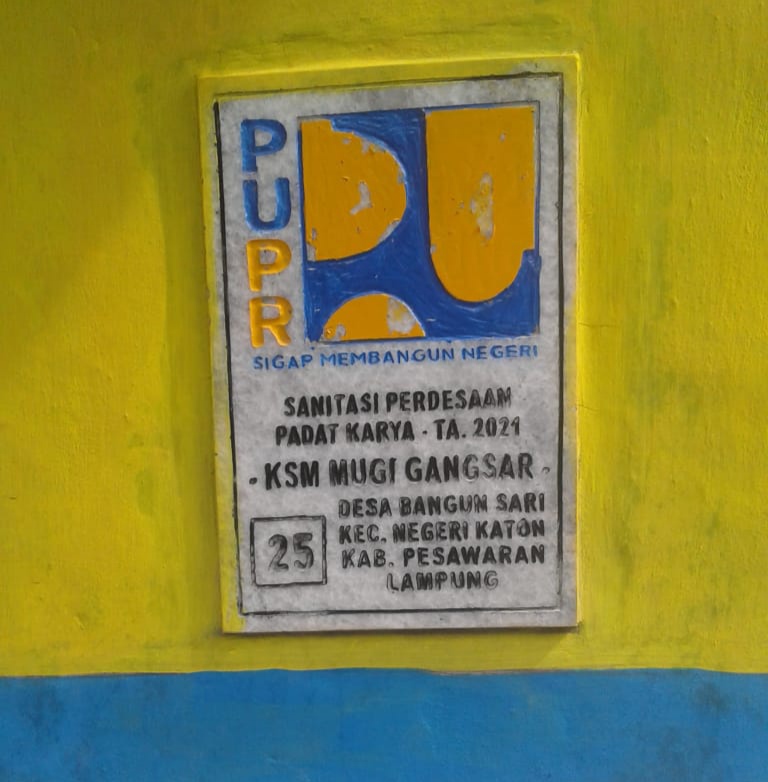 PUPR
SIGAP MEMBANGUN NEGERI
SANITASI PERDESAAN
PADAT KARYA - TA. 2021
- KSM MUGI GANGSAR -
25
DESA BANGUN SARI
KEC. NEGERI KATON
KAB. PESAWARAN
LAMPUNG